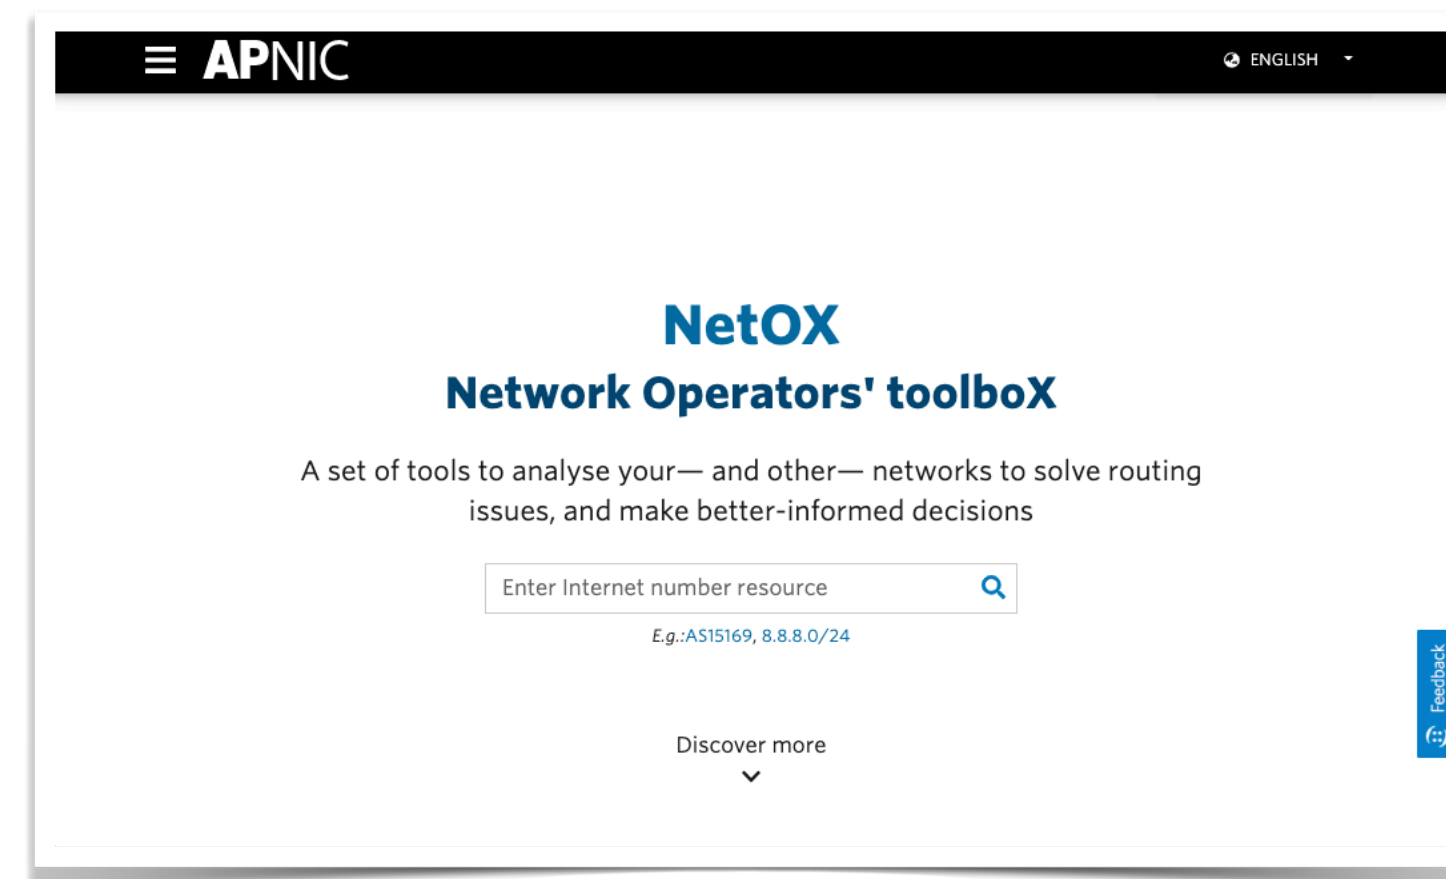 APNIC
ENGLISH
NetOX
Network Operators' toolboX
A set of tools to analyse your— and other— networks to solve routing
issues, and make better-informed decisions
Enter Internet number resource
E.g.:AS15169, 8.8.8.0/24
Feedback
Discover more